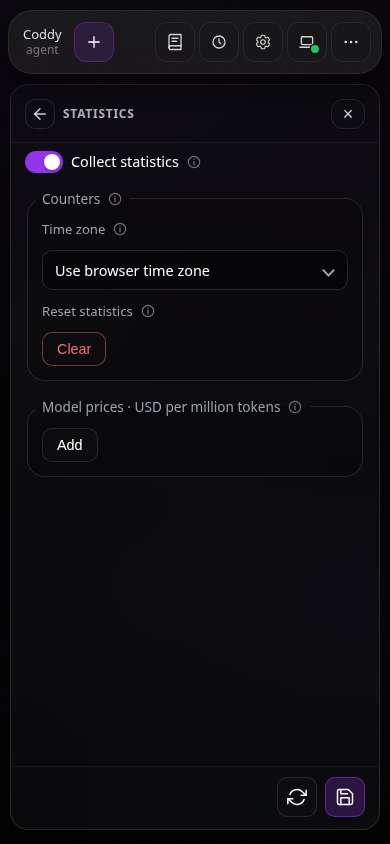 Coddy
agent
STATISTICS
Collect statistics
Counters
Time zone
Use browser time zone
Reset statistics
Clear
Model prices · USD per million tokens
Add